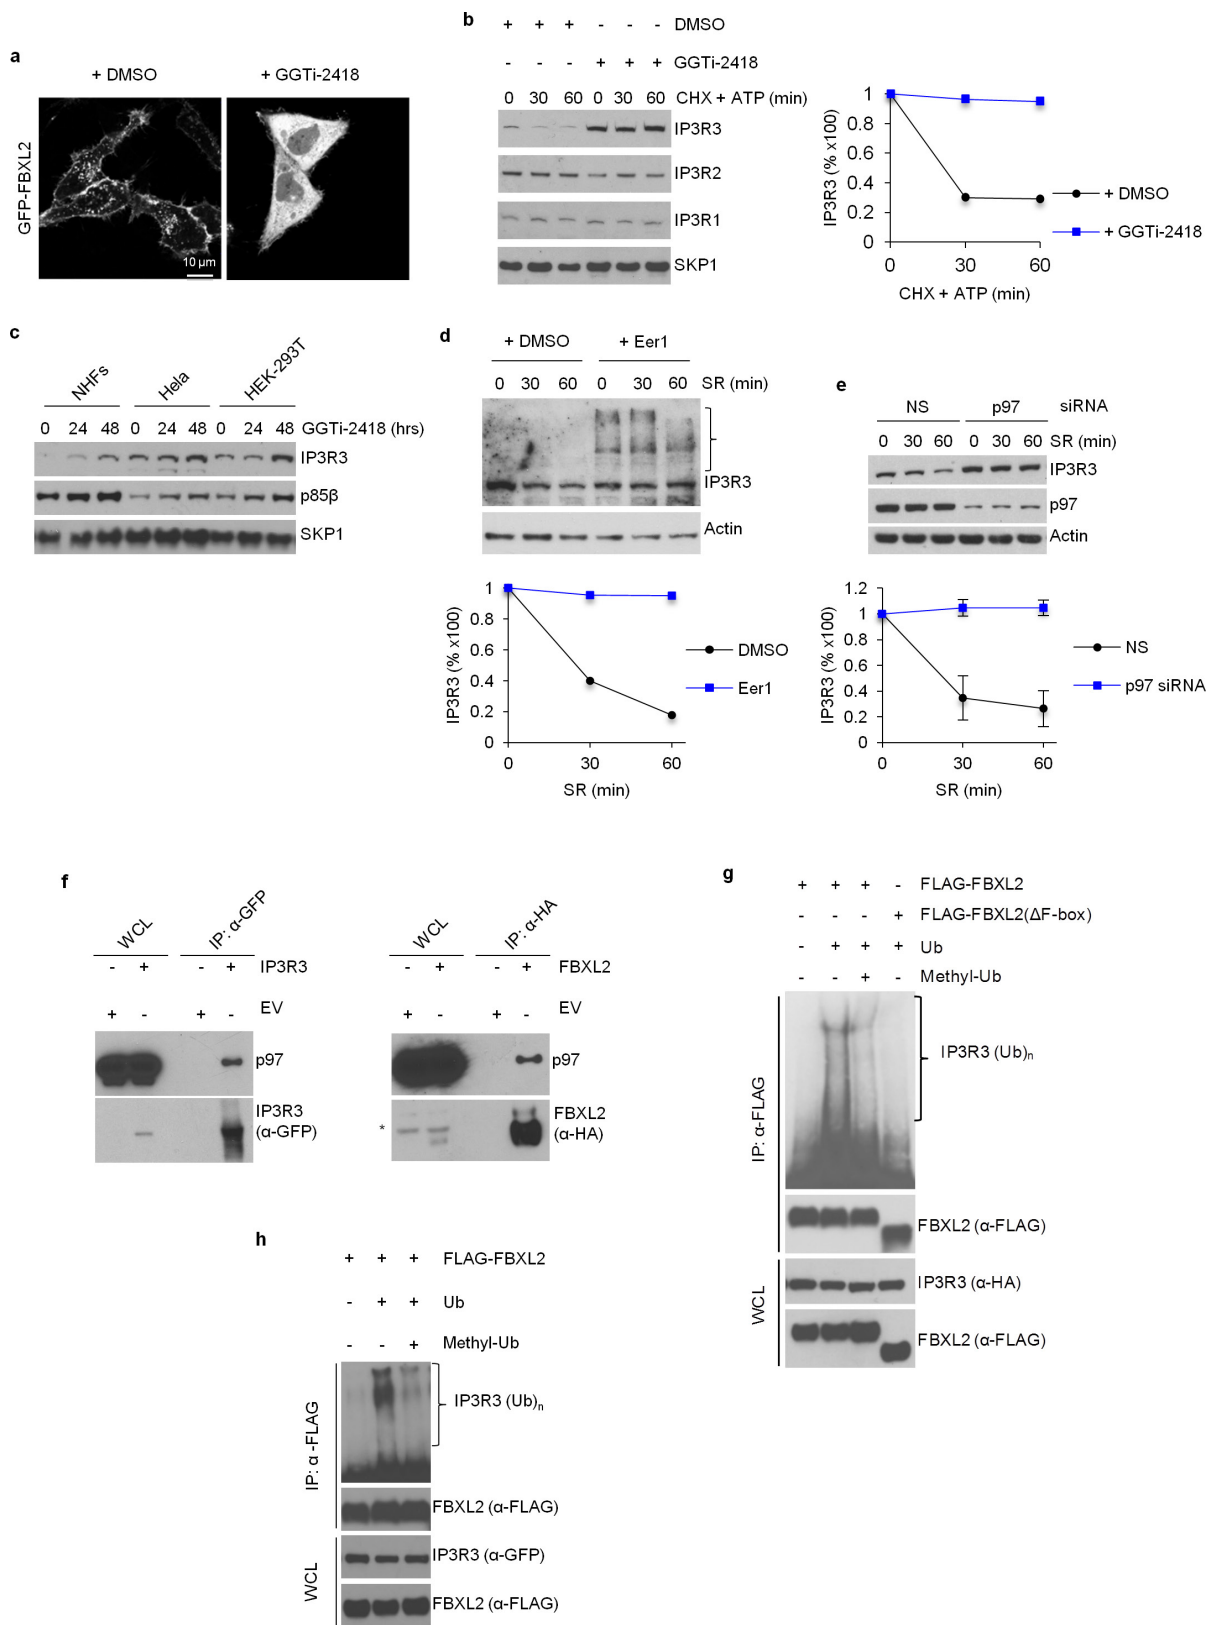 a
+ DMSO
+ GGTi-2418
GFP-FBXL2
10 µm
b
+ + + - - - DMSO
- - - + + + GGTi-2418
0 30 60 0 30 60 CHX + ATP (min)
IP3R3
IP3R2
IP3R1
SKP1
IP3R3 (% x100)
1
0.8
0.6
0.4
0.2
0
0 30 60
CHX + ATP (min)
+ DMSO
+ GGTi-2418
c
NHFs Hela HEK-293T
0 24 48 0 24 48 0 24 48 GGTi-2418 (hrs)
IP3R3
p85β
SKP1
d
+ DMSO + Eer1
0 30 60 0 30 60 SR (min)
IP3R3
Actin
IP3R3 (% x100)
1
0.8
0.6
0.4
0.2
0
0 30 60
SR (min)
DMSO
Eer1
e
NS p97 siRNA
0 30 60 0 30 60 SR (min)
IP3R3
p97
Actin
IP3R3 (% x100)
1.2
1
0.8
0.6
0.4
0.2
0
0 30 60
SR (min)
NS
p97 siRNA
f
WCL IP: α-GFP
- + - + IP3R3
+ - + - EV
p97
IP3R3
(α-GFP)
WCL IP: α-HA
- + - + FBXL2
+ - + - EV
p97
FBXL2
(α-HA)
*
g
+ + + - FLAG-FBXL2
- - - + FLAG-FBXL2(ΔF-box)
- + + + Ub
- - + - Methyl-Ub
IP: α-FLAG
IP3R3 (Ub)n
FBXL2 (α-FLAG)
WCL
IP3R3 (α-HA)
FBXL2 (α-FLAG)
h
+ + + FLAG-FBXL2
- + + Ub
- - + Methyl-Ub
IP: α -FLAG
IP3R3 (Ub)n
FBXL2 (α-FLAG)
WCL
IP3R3 (α-GFP)
FBXL2 (α-FLAG)